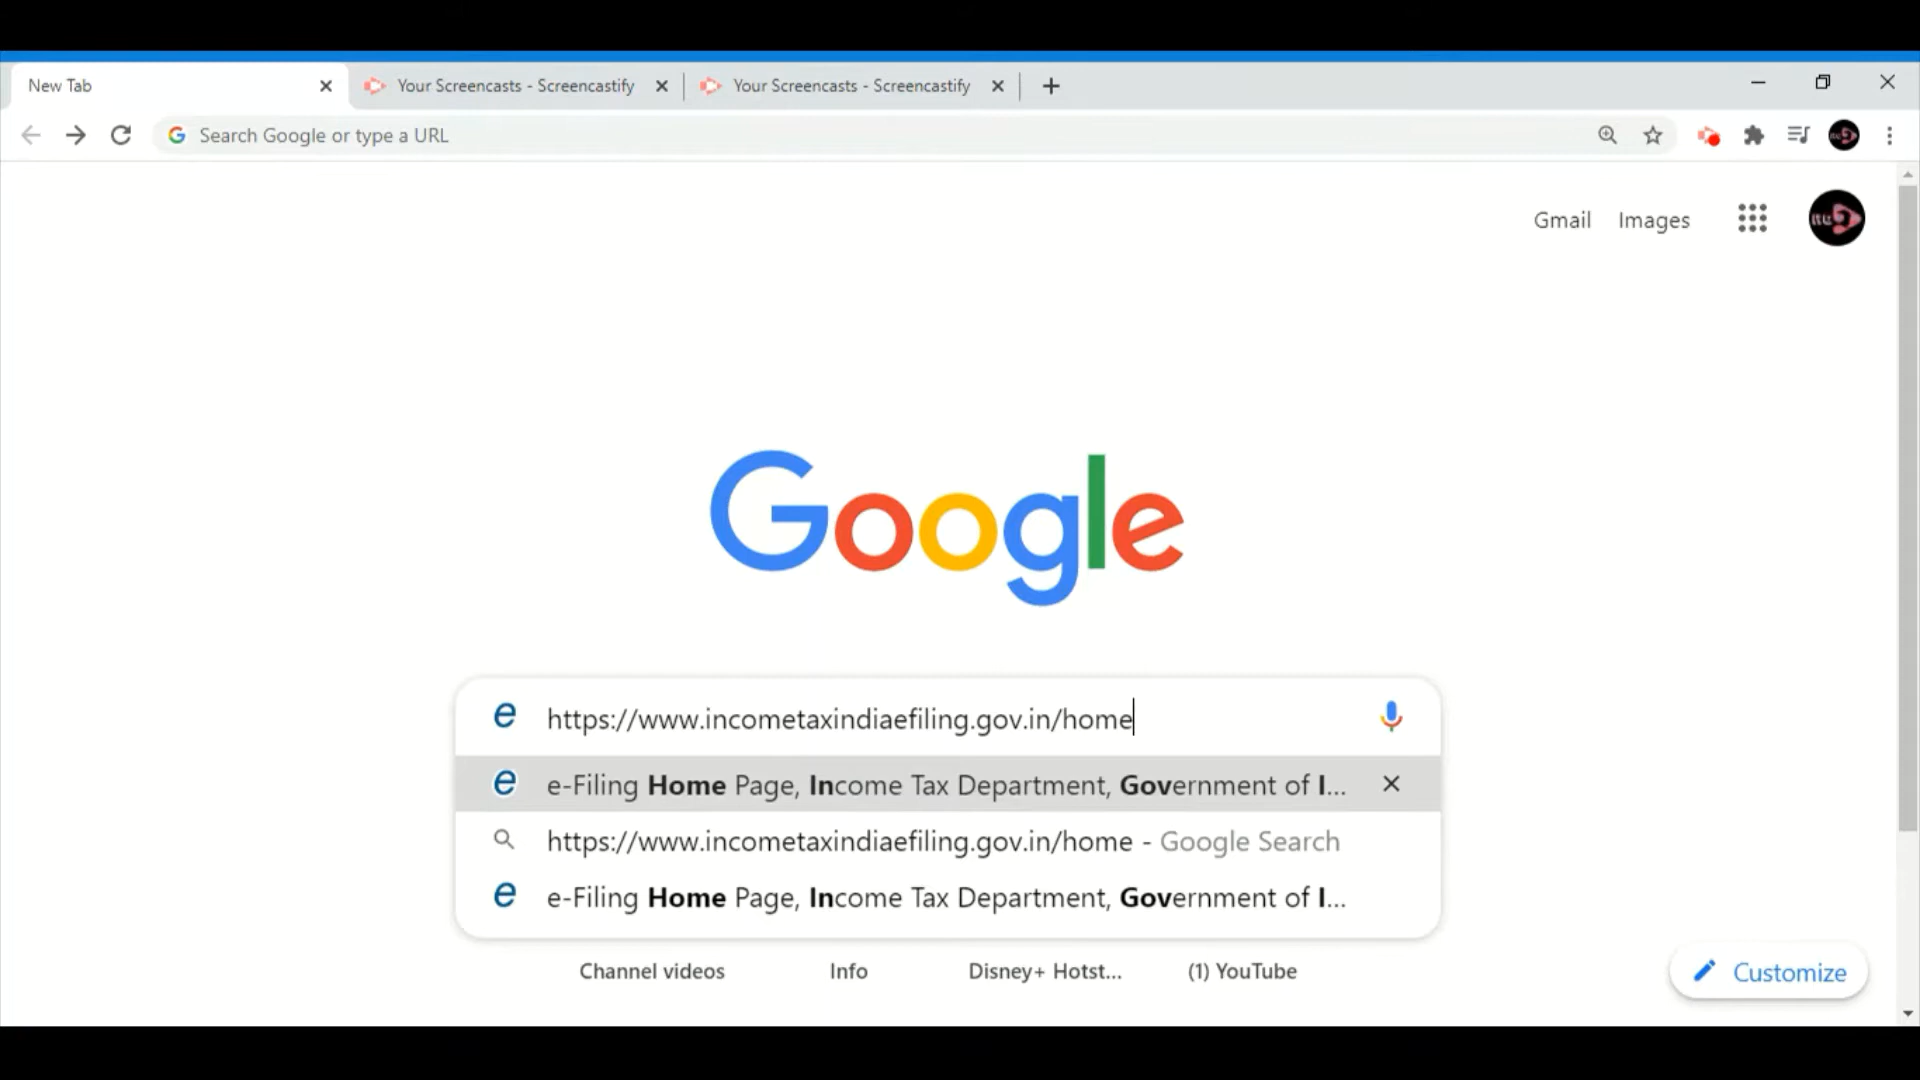 New Tab
Your Screencasts - Screencastify
Your Screencasts - Screencastify
Search Google or type a URL
Gmail
Images
Google
https://www.incometaxindiaefiling.gov.in/home
e-Filing Home Page, Income Tax Department, Government of I...
https://www.incometaxindiaefiling.gov.in/home - Google Search
e-Filing Home Page, Income Tax Department, Government of I...
Channel videos
Info
Disney+ Hotst...
(1) YouTube
Customize